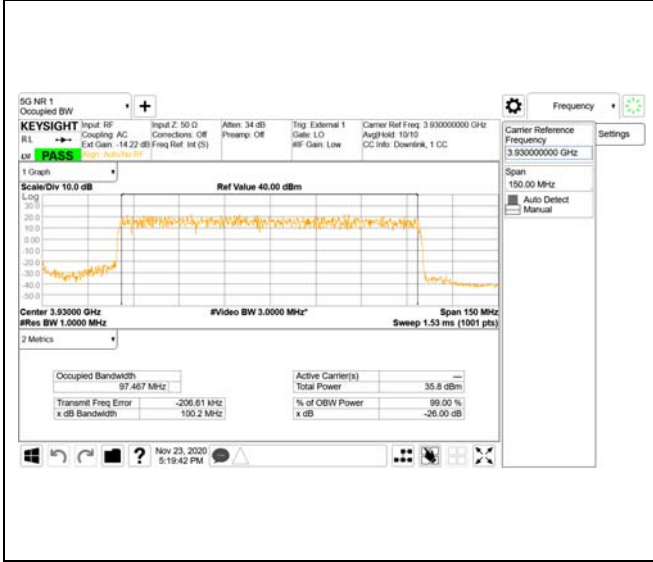 5G NR 1
Occupied BW
Frequency
KEYSIGHT
Input: RF
Input Z: 50 Ω
Atten: 34 dB
Trig: External 1
Carrier Ref Freq: 3.930000000 GHz
R L
Coupling: AC
Corrections: Off
Preamp: Off
Gate: LO
Avg|Hold: 10/10
Ext Gain: -14.22 dB
Freq Ref: Int (S)
#IF Gain: Low
CC Info: Downlink, 1 CC
PASS
Align: Auto/No RF
Carrier Reference
Frequency
3.930000000 GHz
Settings
Span
150.00 MHz
Auto Detect
Manual
1 Graph
Scale/Div 10.0 dB
Ref Value 40.00 dBm
Log
30.0
20.0
10.0
0.00
-10.0
-20.0
-30.0
-40.0
-50.0
Center 3.93000 GHz
#Video BW 3.0000 MHz*
Span 150 MHz
#Res BW 1.0000 MHz
Sweep 1.53 ms (1001 pts)
2 Metrics
Occupied Bandwidth
97.467 MHz
Active Carrier(s)
---
Total Power
35.8 dBm
Transmit Freq Error
-206.61 kHz
% of OBW Power
99.00 %
x dB Bandwidth
100.2 MHz
x dB
-26.00 dB
?
Nov 23, 2020
5:19:42 PM